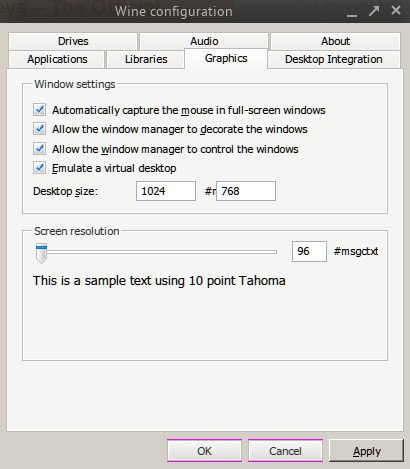 Wine configuration
Drives Audio About
Applications Libraries Graphics Desktop Integration
Window settings
Automatically capture the mouse in full-screen windows
Allow the window manager to decorate the windows
Allow the window manager to control the windows
Emulate a virtual desktop
Desktop size: 1024 #r 768
Screen resolution
96 #msgctxt
This is a sample text using 10 point Tahoma
OK Cancel Apply